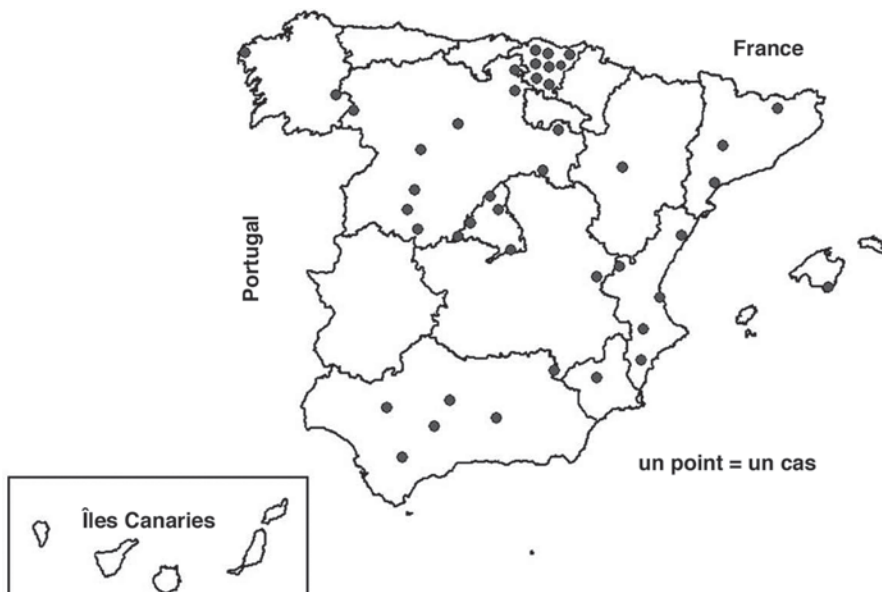 France
Portugal
un point = un cas
Îles Canaries